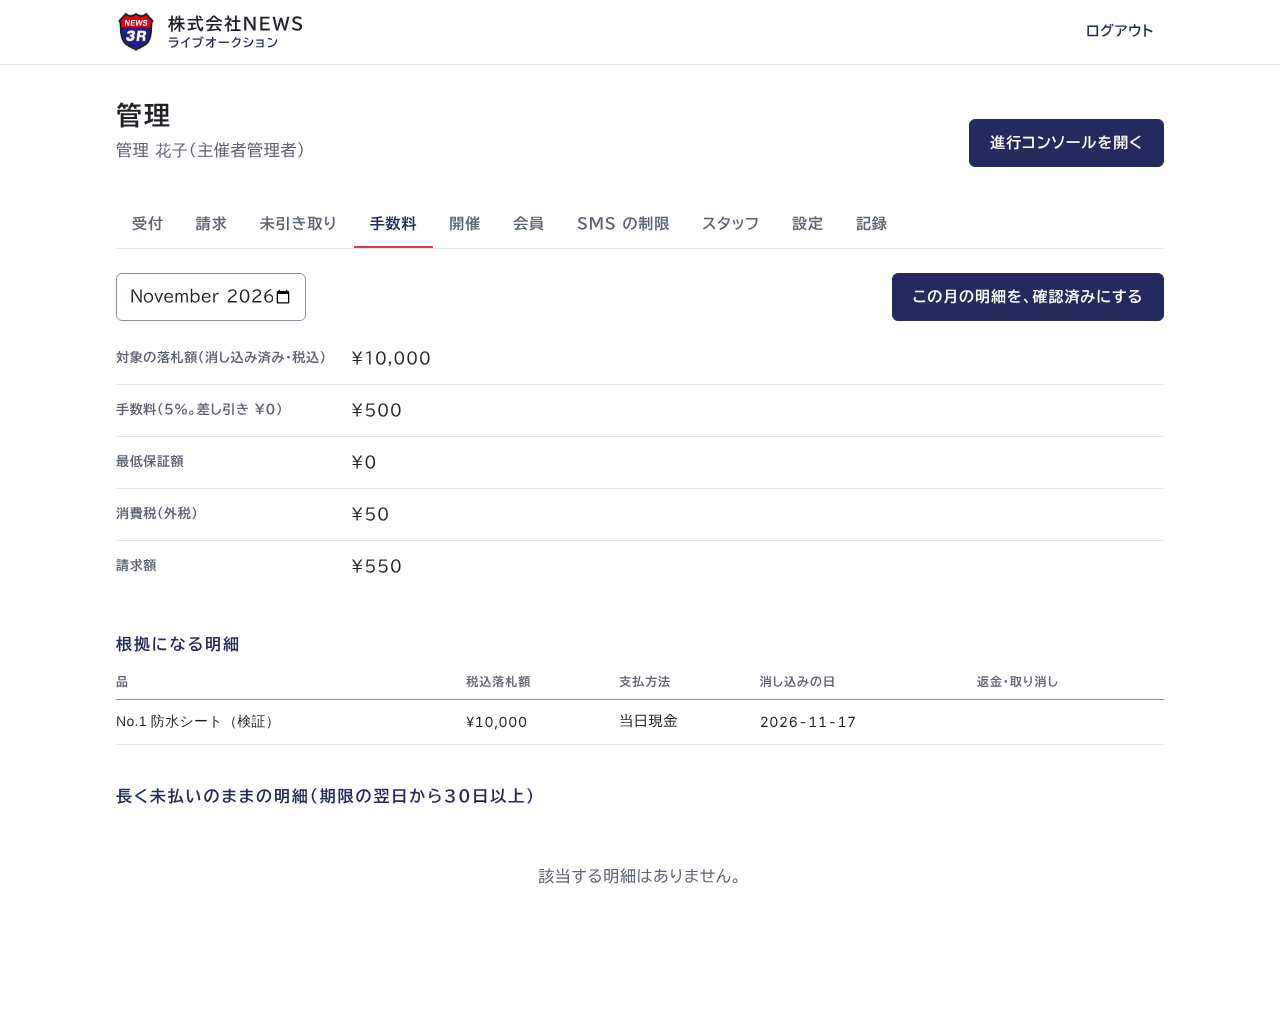 NEWS
3R
株式会社NEWS
ライブオークション
ログアウト
管理
管理 花子(主催者管理者)
進行コンソールを開く
受付 請求 未引き取り 手数料 開催 会員 SMS の制限 スタッフ 設定 記録
November 2026
この月の明細を、確認済みにする
対象の落札額(消し込み済み・税込) ¥10,000
手数料(5%。差し引き ¥0) ¥500
最低保証額 ¥0
消費税(外税) ¥50
請求額 ¥550
根拠になる明細
品 税込落札額 支払方法 消し込みの日 返金・取り消し
No.1 防水シート（検証） ¥10,000 当日現金 2026-11-17
長く未払いのままの明細(期限の翌日から30日以上)
該当する明細はありません。